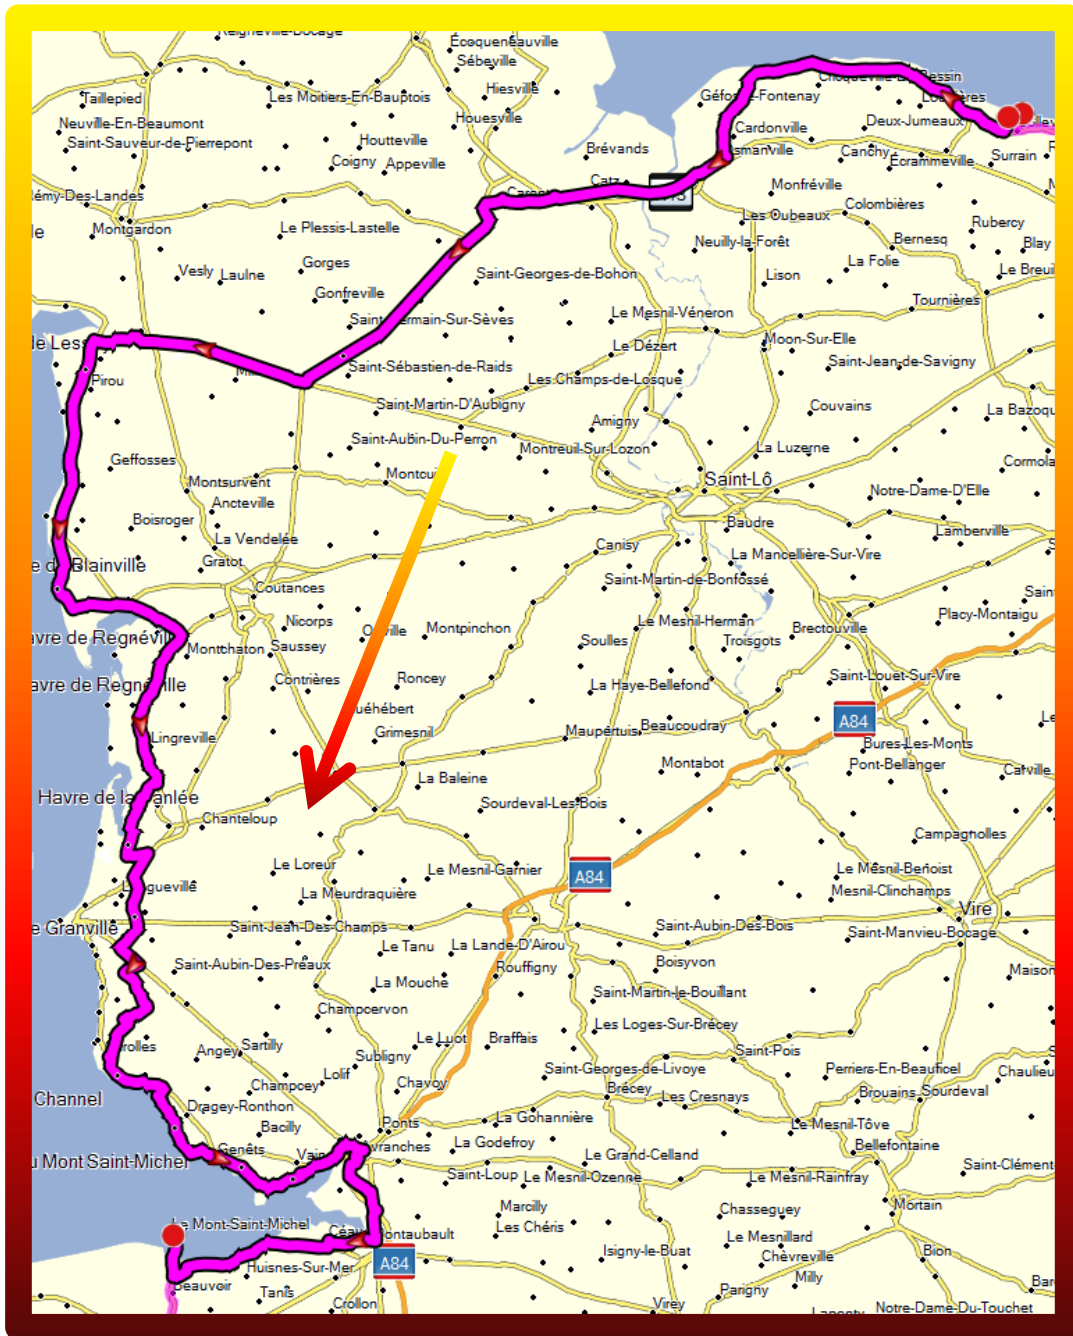 Taillepied
Les Moitiers-En-Bauptois
Écoquenéauville
Sébeville
Hiesville
Houesville
Neuville-En-Beaumont
Saint-Sauveur-de-Pierrepont
Houtteville
Coigny
Appeville
Brévands
Cardonville
Deux-Jumeaux
Canchy
Écrammeville
Surrain
Monfréville
Colombières
Les Oubeaux
Rubercy
Bernesq
Blay
Neuilly-la-Forêt
La Folie
Lison
Tournières
Montgardon
Le Plessis-Lastelle
Vesly
Laulne
Gorges
Gonfreville
Saint-Georges-de-Bohon
Le Mesnil-Véneron
Le Dézert
Moon-Sur-Elle
Saint-Jean-de-Savigny
Pirou
Saint-Sébastien-de-Raids
Les Champs-de-Losque
Saint-Martin-D'Aubigny
Amigny
Couvains
Saint-Aubin-Du-Perron
Montreuil-Sur-Lozon
La Luzerne
Geffosses
Montsurvent
Saint-Lô
Notre-Dame-D'Elle
Ancteville
Boisroger
La Vendelée
Baudre
Lamberville
Gratot
Canisy
La Mancellière-Sur-Vire
Blainville
Coutances
Saint-Martin-de-Bonfossé
Placy-Montaigu
Nicorps
Montpinchon
Le Mesnil-Herman
Brectouville
Soulles
Troisgots
Montchaton
Saussey
Contrières
Roncey
La Haye-Bellefond
Saint-Louet-Sur-Vire
Lingreville
Grimesnil
Maupértuis
Beaucoudray
A84
Bures-Les-Monts
Montabot
Pont-Bellanger
Carville
La Baleine
Sourdeval-Les-Bois
Chanteloup
Campagnolles
Le Loreur
Le Mesnil-Garnier
A84
Le Mesnil-Benoist
La Meurdraquière
Mesnil-Clinchamps
Vire
Saint-Jean-Des-Champs
Saint-Aubin-Des-Bois
Saint-Manvieu-Bocage
Le Tanu
La Lande-D'Airou
Rouffigny
Boisyvon
Saint-Aubin-Des-Préaux
La Mouche
Saint-Martin-le-Bouillant
Champcervon
Les Loges-Sur-Brécey
Le Luot
Braffais
Angey
Sartilly
Subligny
Saint-Pois
Lolif
Champcey
Chavoy
Saint-Georges-de-Livoye
Brécey
Perriers-En-Beauficel
Brouains
Sourdeval
Channel
Les Cresnays
Dragey-Ronthon
Bacilly
Ponts
La Gohannière
Le Mesnil-Tôve
Genêts
La Godefroy
Le Grand-Celland
Bellefontaine
Mont Saint-Michel
Saint-Loup
Le Mesnil-Ozenne
Le Mesnil-Rainfray
Marcilly
Chasseguey
Mortain
Le Mont-Saint-Michel
Les Chéris
Le Mesnillard
Isigny-le-Buat
Chèvreville
Bion
A84
Huisnes-Sur-Mer
Milly
Beauvoir
Tanis
Parigny
Crollon
Virey
Notre-Dame-Du-Touchet